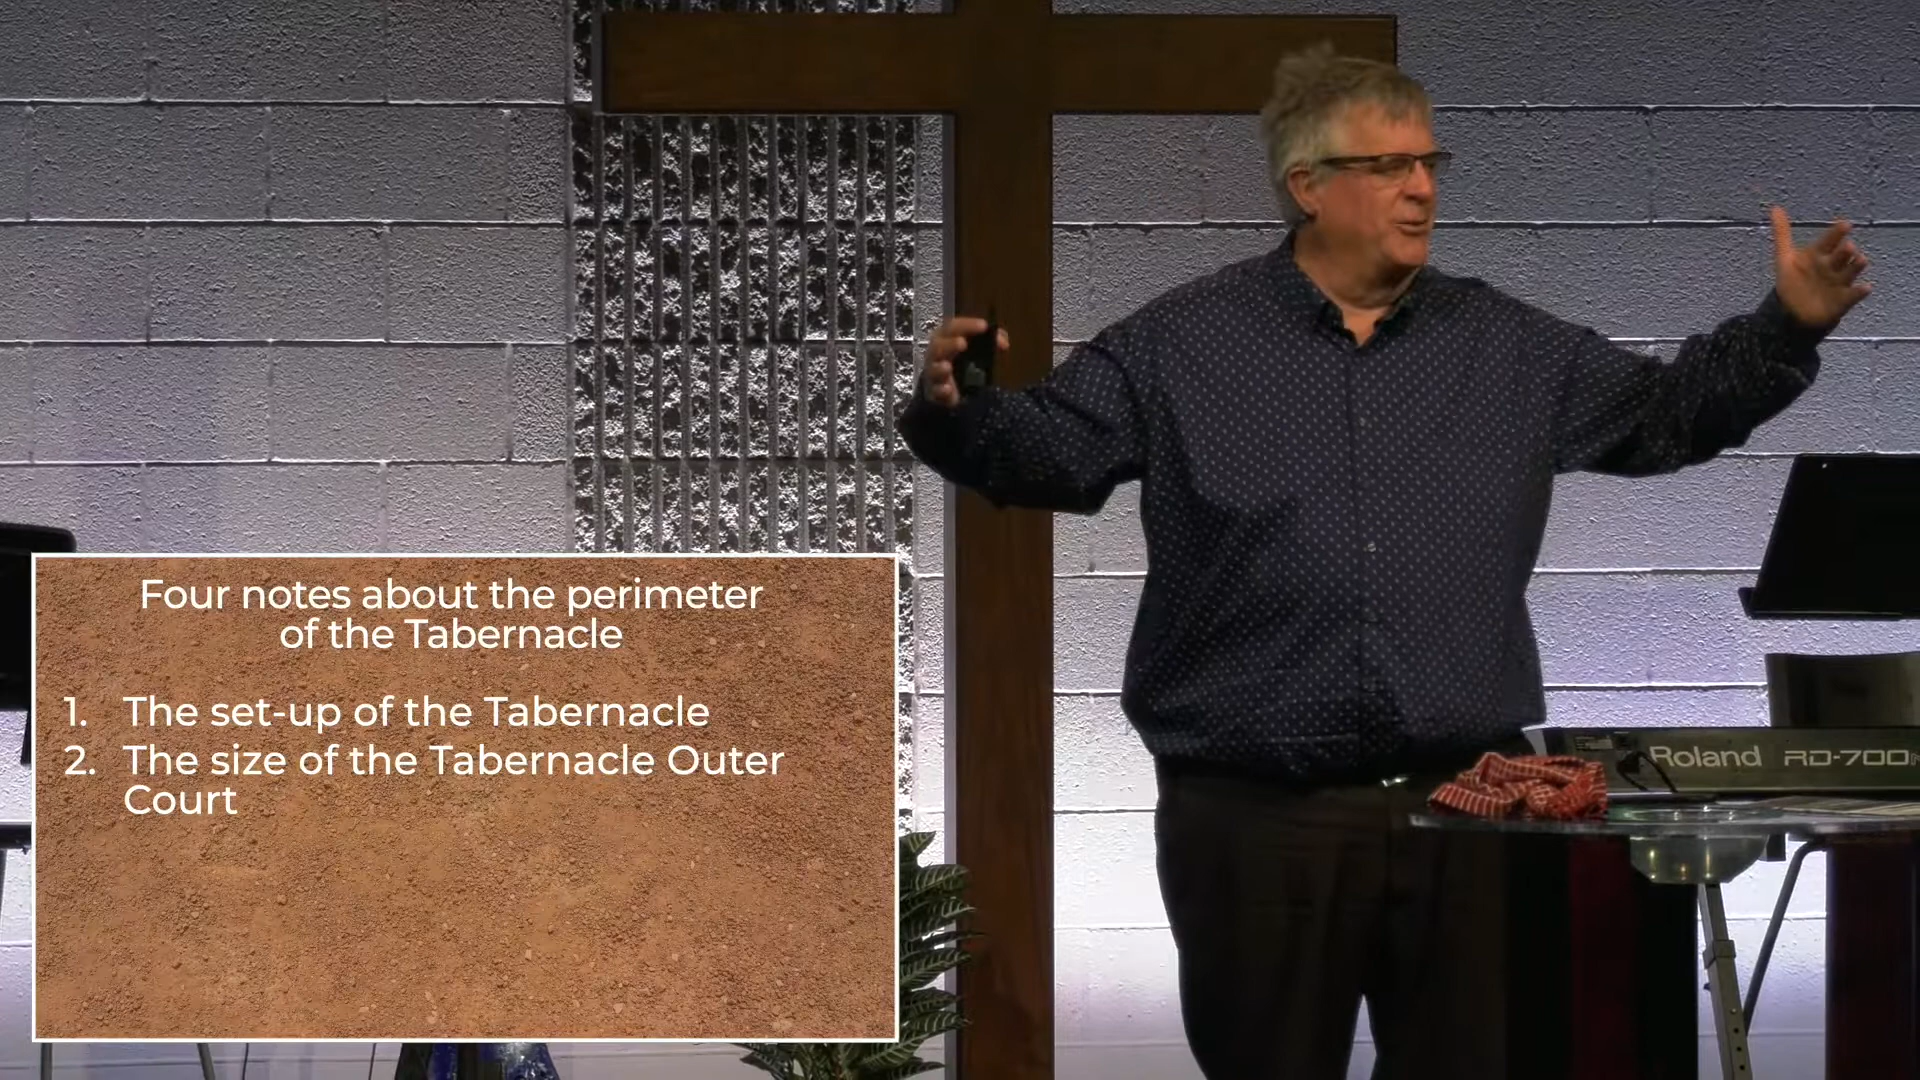 Four notes about the perimeter
of the Tabernacle
1. The set-up of the Tabernacle
2. The size of the Tabernacle Outer
Court
Roland RD-700